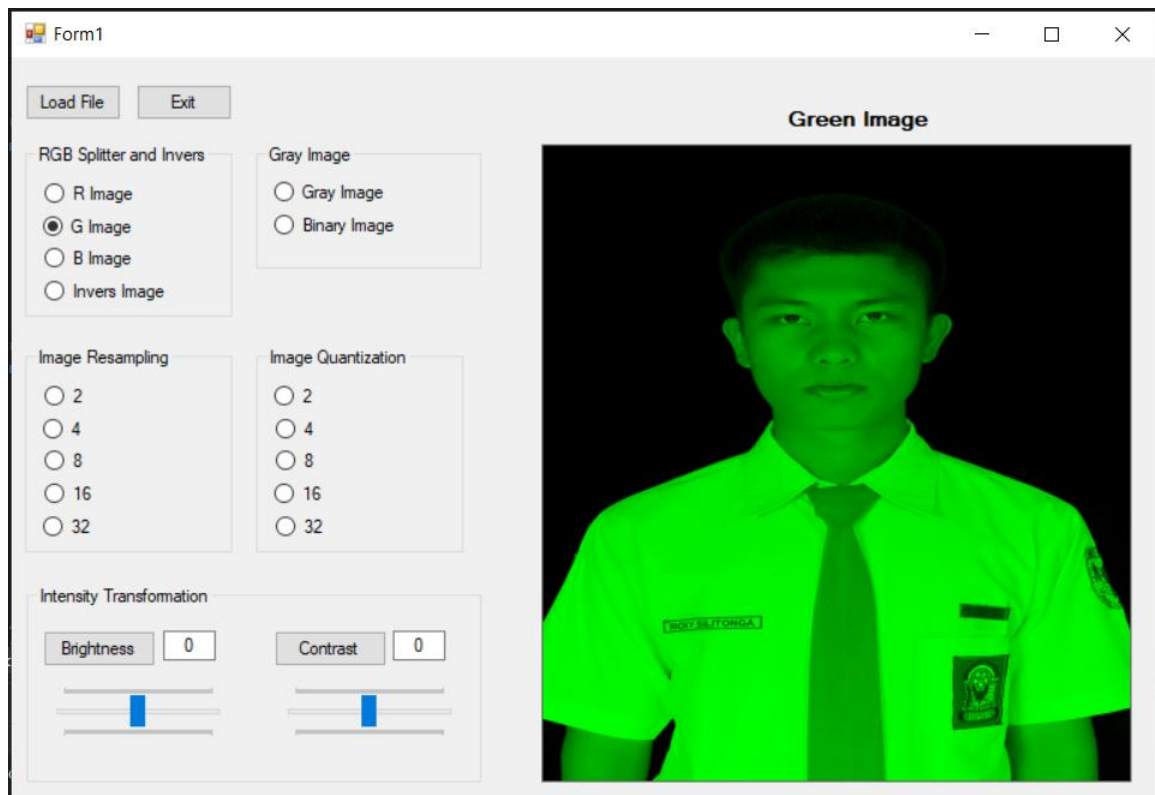 Form1
Load File
Exit
Green Image
RGB Splitter and Invers
R Image
G Image
B Image
Invers Image
Gray Image
Gray Image
Binary Image
Image Resampling
2
4
8
16
32
Image Quantization
2
4
8
16
32
Intensity Transformation
Brightness
0
Contrast
0
RICKY SILITONGA